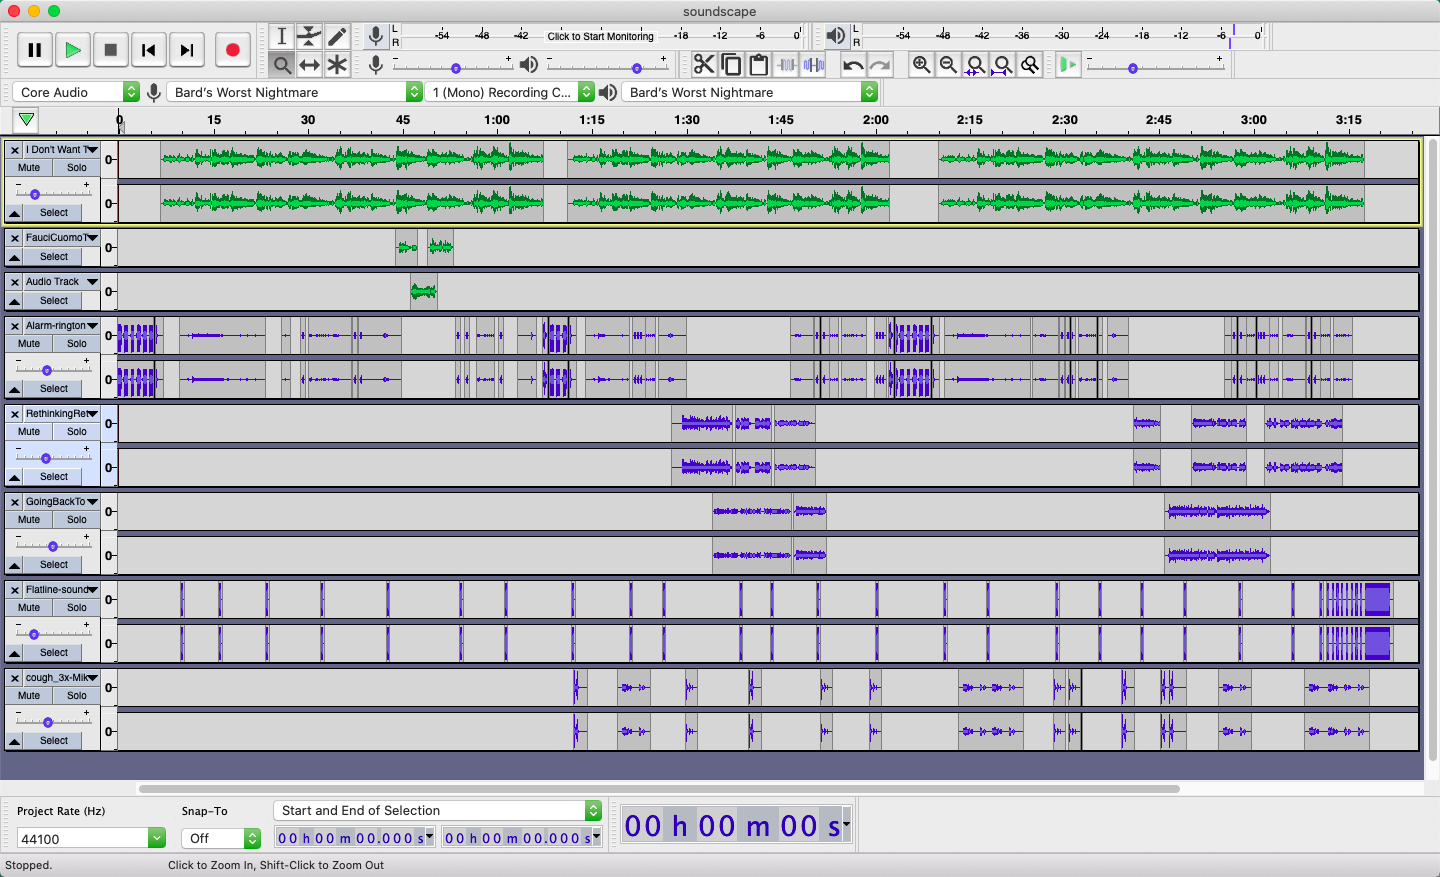 soundscape
L
R
-54 -48 -42 Click to Start Monitoring -18 -12 -6 0
L
R
-54 -48 -42 -36 -30 -24 -18 -12 -6 0
- +
- +
- +
Core Audio Bard's Worst Nightmare 1 (Mono) Recording C... Bard's Worst Nightmare
0 15 30 45 1:00 1:15 1:30 1:45 2:00 2:15 2:30 2:45 3:00 3:15
I Don't Want T
Mute Solo
- +
Select
0-
0-
FauciCuomoT
Select
0-
Audio Track
Select
0-
Alarm-rington
Mute Solo
- +
Select
0-
0-
RethinkingRet
Mute Solo
- +
Select
0-
0-
GoingBackTo
Mute Solo
- +
Select
0-
0-
Flatline-sound
Mute Solo
- +
Select
0-
0-
cough_3x-Mik
Mute Solo
- +
Select
0-
0-
Project Rate (Hz) Snap-To Start and End of Selection
44100 Off 00 h 00 m 00.000 s 00 h 00 m 00.000 s
00 h 00 m 00 s
Stopped. Click to Zoom In, Shift-Click to Zoom Out